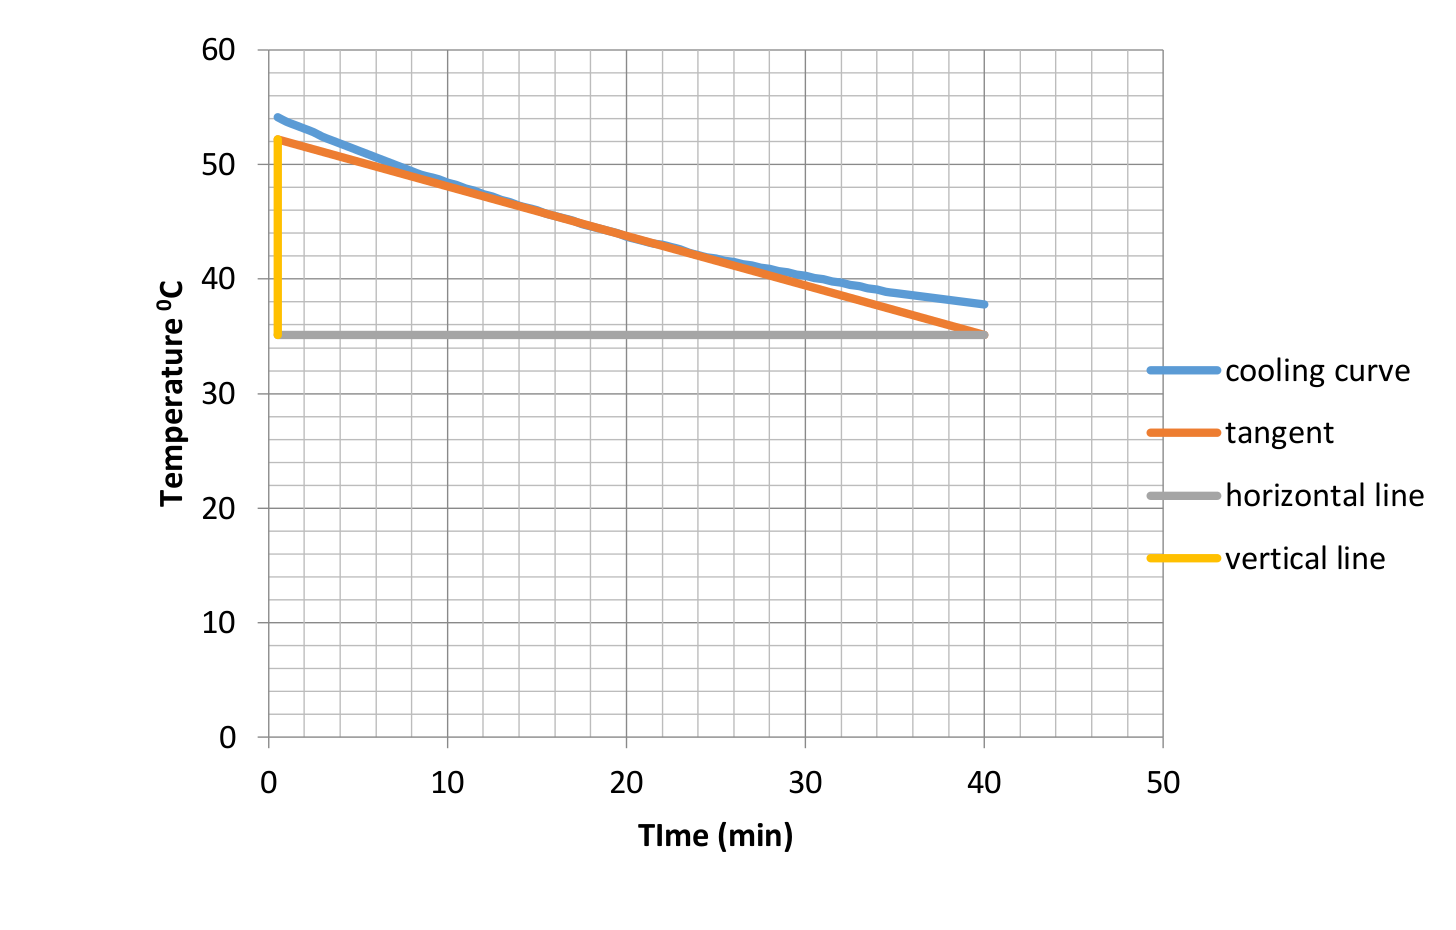 60
50
40
30
20
10
0
Temperature ⁰C
0 10 20 30 40 50
TIme (min)
cooling curve
tangent
horizontal line
vertical line